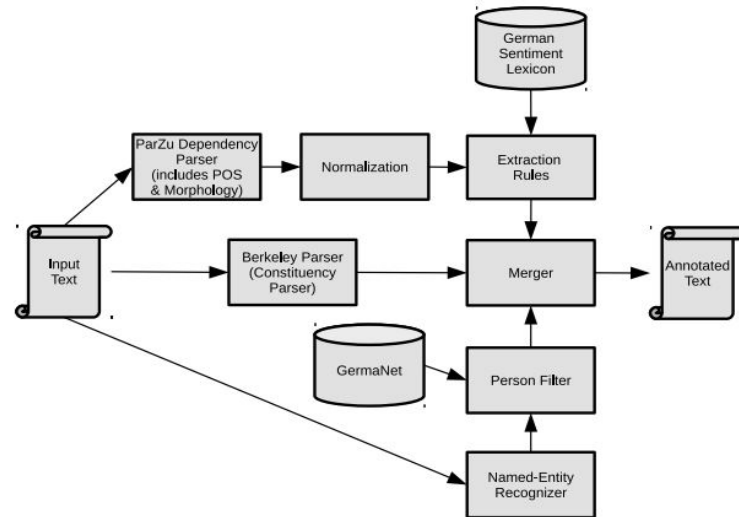 German
Sentiment
Lexicon
ParZu Dependency
Parser
(includes POS
& Morphology)
Normalization
Extraction
Rules
Input
Text
Berkeley Parser
(Constituency
Parser)
Merger
Annotated
Text
GermaNet
Person Filter
Named-Entity
Recognizer